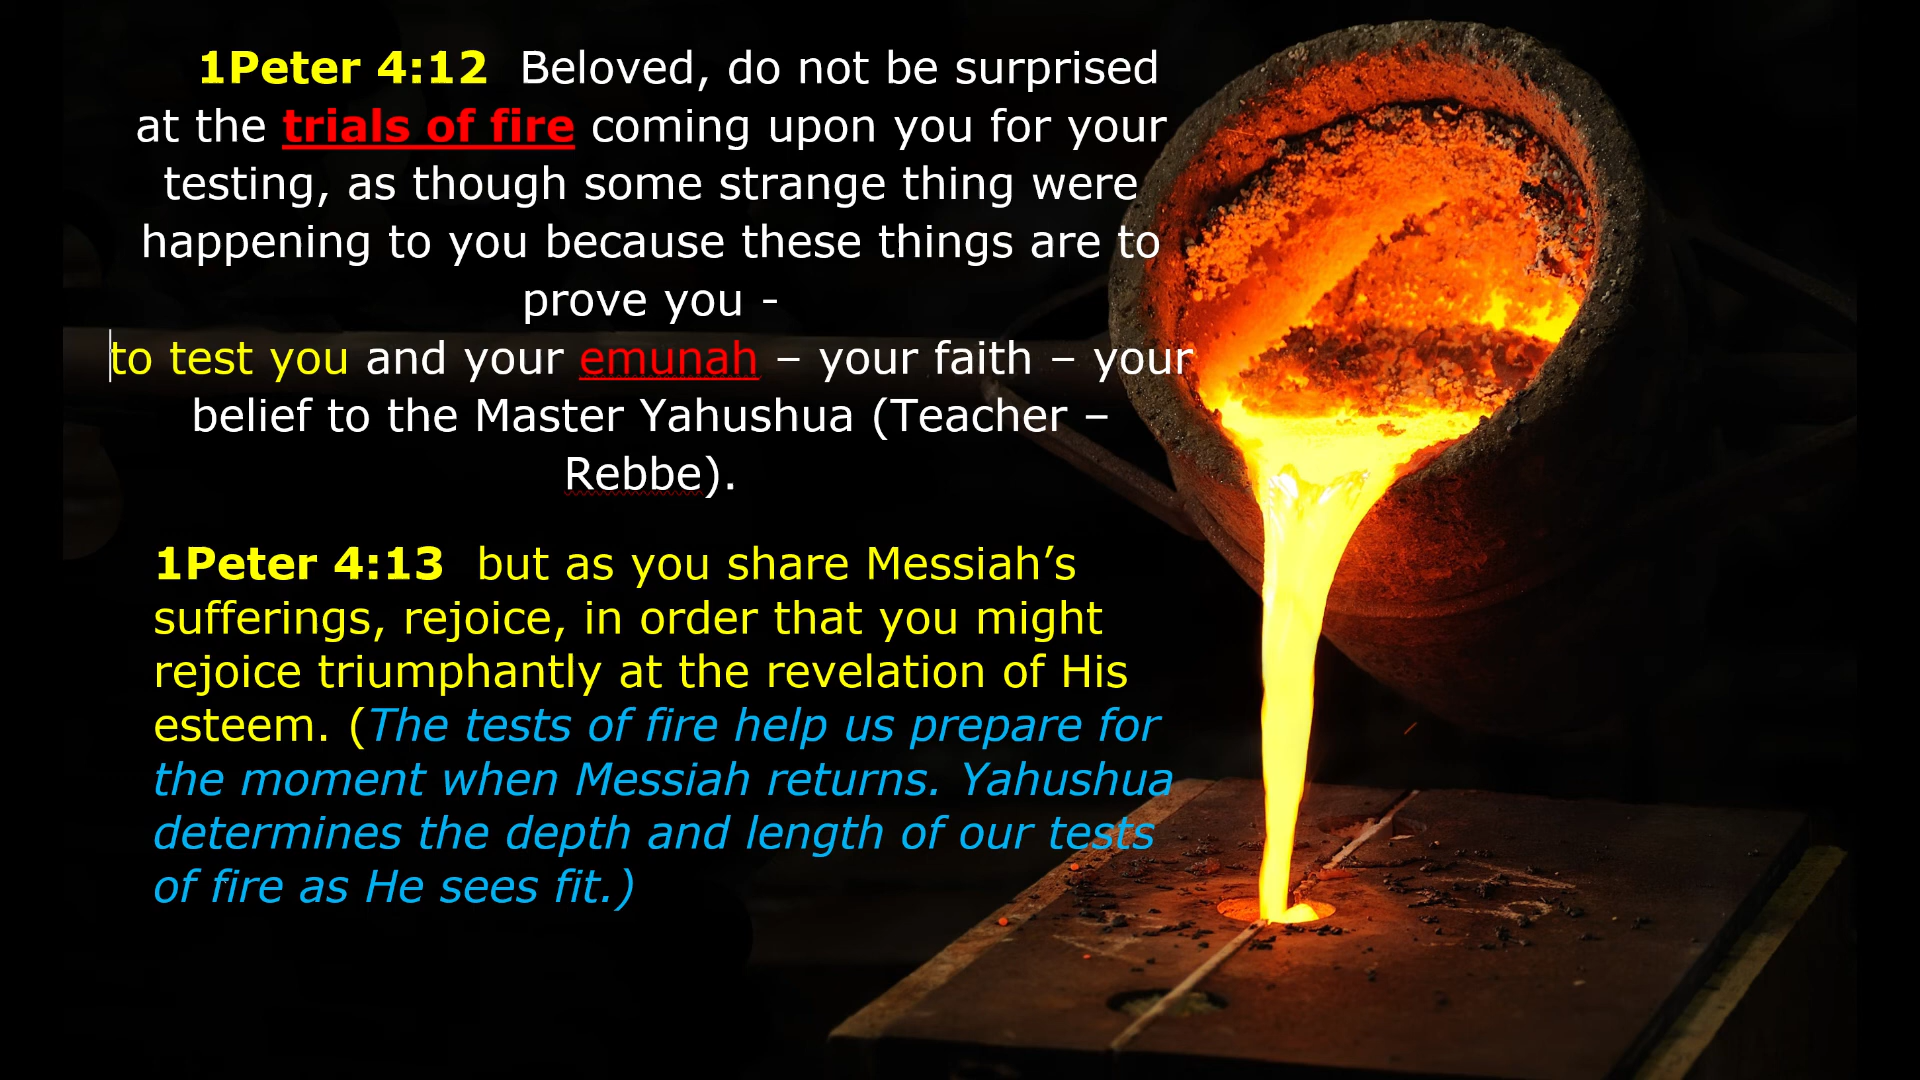 1Peter 4:12  Beloved, do not be surprised
at the trials of fire coming upon you for your
testing, as though some strange thing were
happening to you because these things are to
prove you -
to test you and your emunah – your faith – your
belief to the Master Yahushua (Teacher –
Rebbe).
1Peter 4:13  but as you share Messiah’s
sufferings, rejoice, in order that you might
rejoice triumphantly at the revelation of His
esteem. (The tests of fire help us prepare for
the moment when Messiah returns. Yahushua
determines the depth and length of our tests
of fire as He sees fit.)